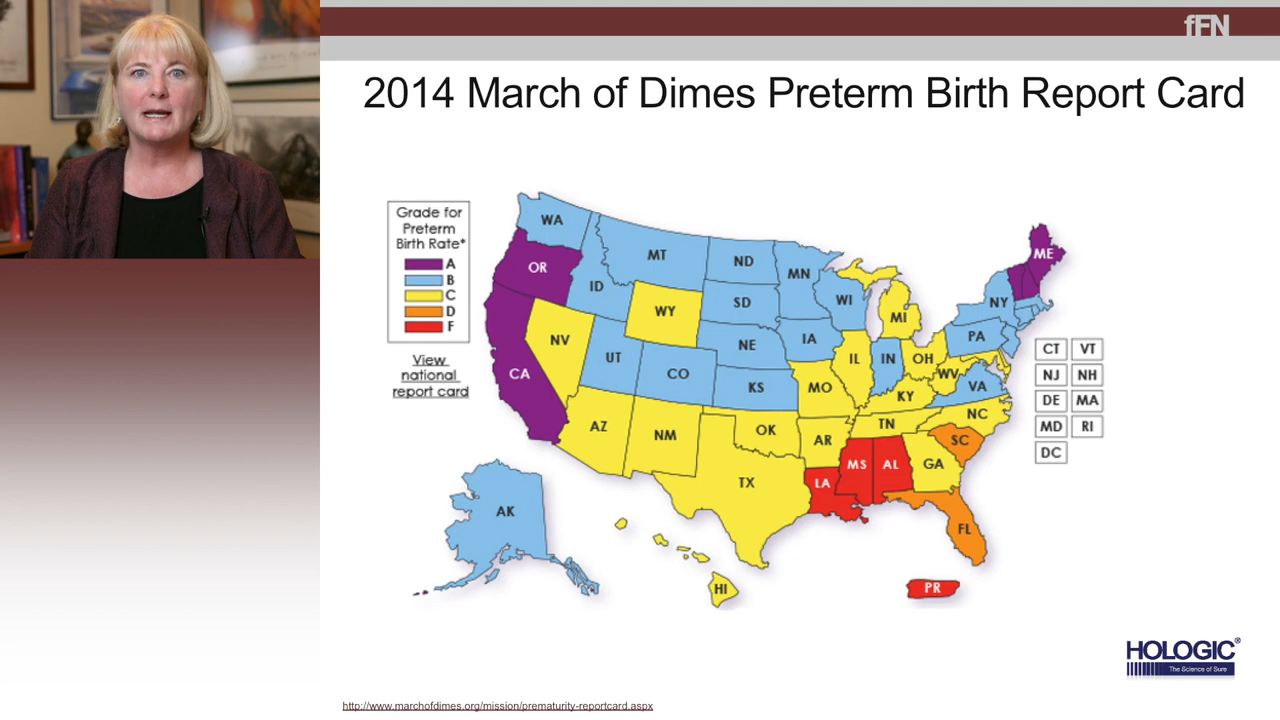 fFN
2014 March of Dimes Preterm Birth Report Card
Grade for
Preterm
Birth Rate*
A
B
C
D
F
View
national
report card
WA
OR
CA
NV
ID
MT
WY
UT
CO
AZ
NM
ND
SD
NE
KS
OK
TX
MN
IA
MO
AR
LA
WI
IL
MI
IN
OH
KY
TN
MS
AL
GA
WV
VA
NC
SC
FL
PA
NY
ME
AK
HI
PR
CT
VT
NJ
NH
DE
MA
MD
RI
DC
HOLOGIC®
The Science of Sure
http://www.marchofdimes.org/mission/prematurity-reportcard.aspx